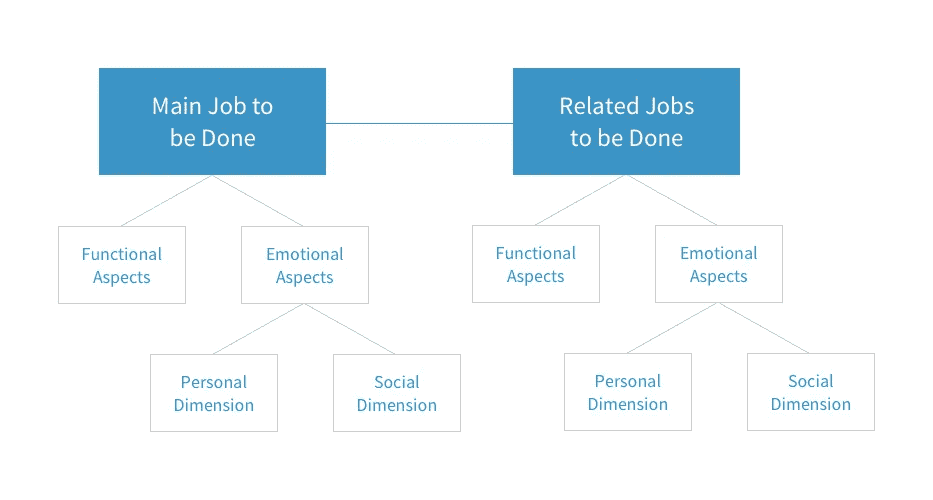 Main Job to
be Done
Related Jobs
to be Done
Functional
Aspects
Emotional
Aspects
Functional
Aspects
Emotional
Aspects
Personal
Dimension
Social
Dimension
Personal
Dimension
Social
Dimension